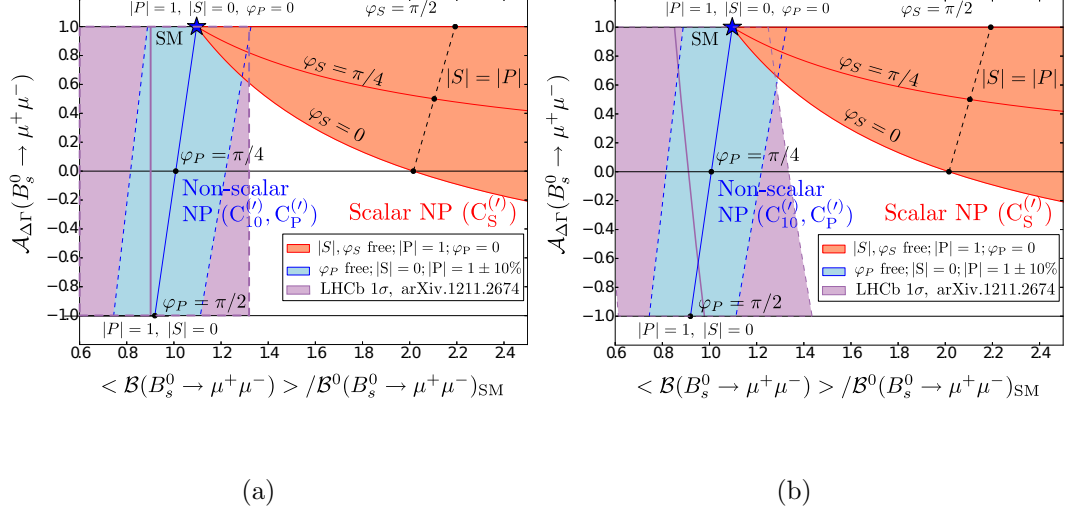 |P| = 1, |S| = 0, φ_P = 0
φ_S = π/2
SM
φ_S = π/4
|S| = |P|
φ_S = 0
φ_P = π/4
Non-scalar
NP (C_10^(′), C_P^(′))
Scalar NP (C_S^(′))
|S|, φ_S free; |P| = 1; φ_P = 0
φ_P free; |S| = 0; |P| = 1 ± 10%
LHCb 1σ, arXiv.1211.2674
φ_P = π/2
|P| = 1, |S| = 0
1.0
0.8
0.6
0.4
0.2
0.0
−0.2
−0.4
−0.6
−0.8
−1.0
A_ΔΓ(B_s^0 → μ^+μ^−)
0.6 0.8 1.0 1.2 1.4 1.6 1.8 2.0 2.2 2.4
< B(B_s^0 → μ^+μ^−) > /B^0(B_s^0 → μ^+μ^−)_SM
(a)
|P| = 1, |S| = 0, φ_P = 0
φ_S = π/2
SM
φ_S = π/4
|S| = |P|
φ_S = 0
φ_P = π/4
Non-scalar
NP (C_10^(′), C_P^(′))
Scalar NP (C_S^(′))
|S|, φ_S free; |P| = 1; φ_P = 0
φ_P free; |S| = 0; |P| = 1 ± 10%
LHCb 1σ, arXiv.1211.2674
φ_P = π/2
|P| = 1, |S| = 0
1.0
0.8
0.6
0.4
0.2
0.0
−0.2
−0.4
−0.6
−0.8
−1.0
A_ΔΓ(B_s^0 → μ^+μ^−)
0.6 0.8 1.0 1.2 1.4 1.6 1.8 2.0 2.2 2.4
< B(B_s^0 → μ^+μ^−) > /B^0(B_s^0 → μ^+μ^−)_SM
(b)